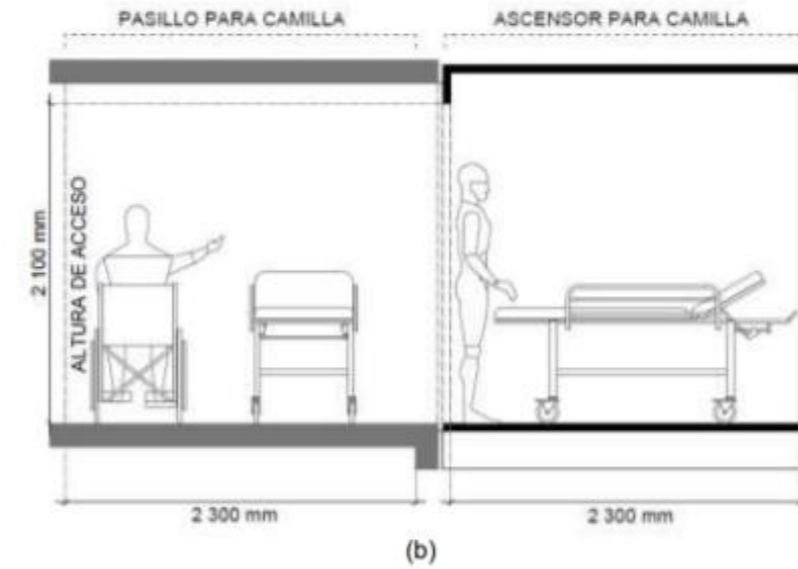 PASILLO PARA CAMILLA
ASCENSOR PARA CAMILLA
2 100 mm
ALTURA DE ACCESO
2 300 mm
2 300 mm
(b)